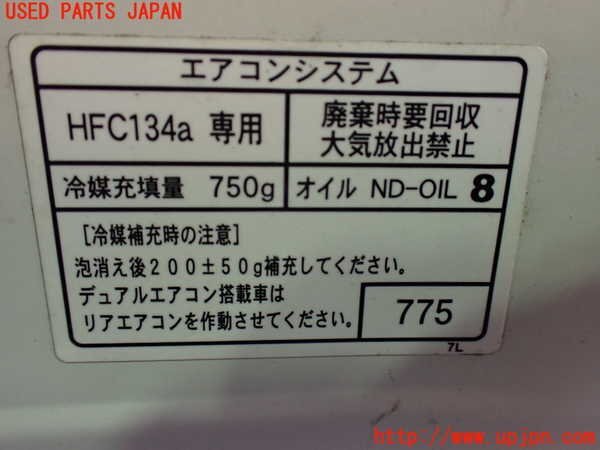 USED PARTS JAPAN
エアコンシステム
HFC134a 専用
廃棄時要回収
大気放出禁止
冷媒充填量 750g
オイル ND-OIL 8
[冷媒補充時の注意]
泡消え後200±50g補充してください。
デュアルエアコン搭載車は
リアエアコンを作動させてください。
775
7L
http://www.upjpn.com/